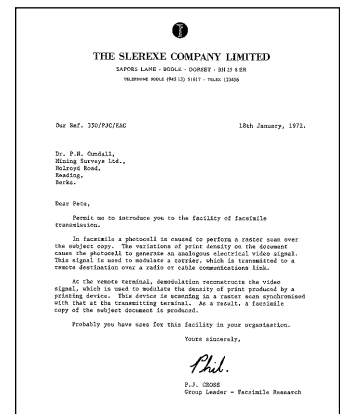 THE SLEREXE COMPANY LIMITED
SAPORS LANE - BOOLE - DORSET - BH 25 8 ER
TELEPHONE BOOLE (945 13) 51617 - TELEX 123456
Our Ref. 350/PJC/EAC 18th January, 1972.
Dr. P.N. Cundall,
Mining Surveys Ltd.,
Holroyd Road,
Reading,
Berks.
Dear Pete,
Permit me to introduce you to the facility of facsimile
transmission.
In facsimile a photocell is caused to perform a raster scan over
the subject copy. The variations of print density on the document
cause the photocell to generate an analogous electrical video signal.
This signal is used to modulate a carrier, which is transmitted to a
remote destination over a radio or cable communications link.
At the remote terminal, demodulation reconstructs the video
signal, which is used to modulate the density of print produced by a
printing device. This device is scanning in a raster scan synchronised
with that at the transmitting terminal. As a result, a facsimile
copy of the subject document is produced.
Probably you have uses for this facility in your organisation.
Yours sincerely,
Phil.
P.J. CROSS
Group Leader - Facsimile Research